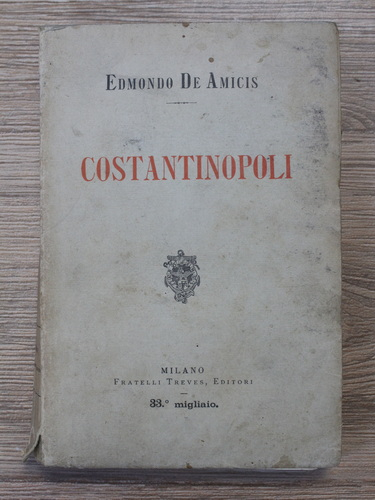 EDMONDO DE AMICIS
COSTANTINOPOLI
MILANO
FRATELLI TREVES, EDITORI
33.° migliaio.